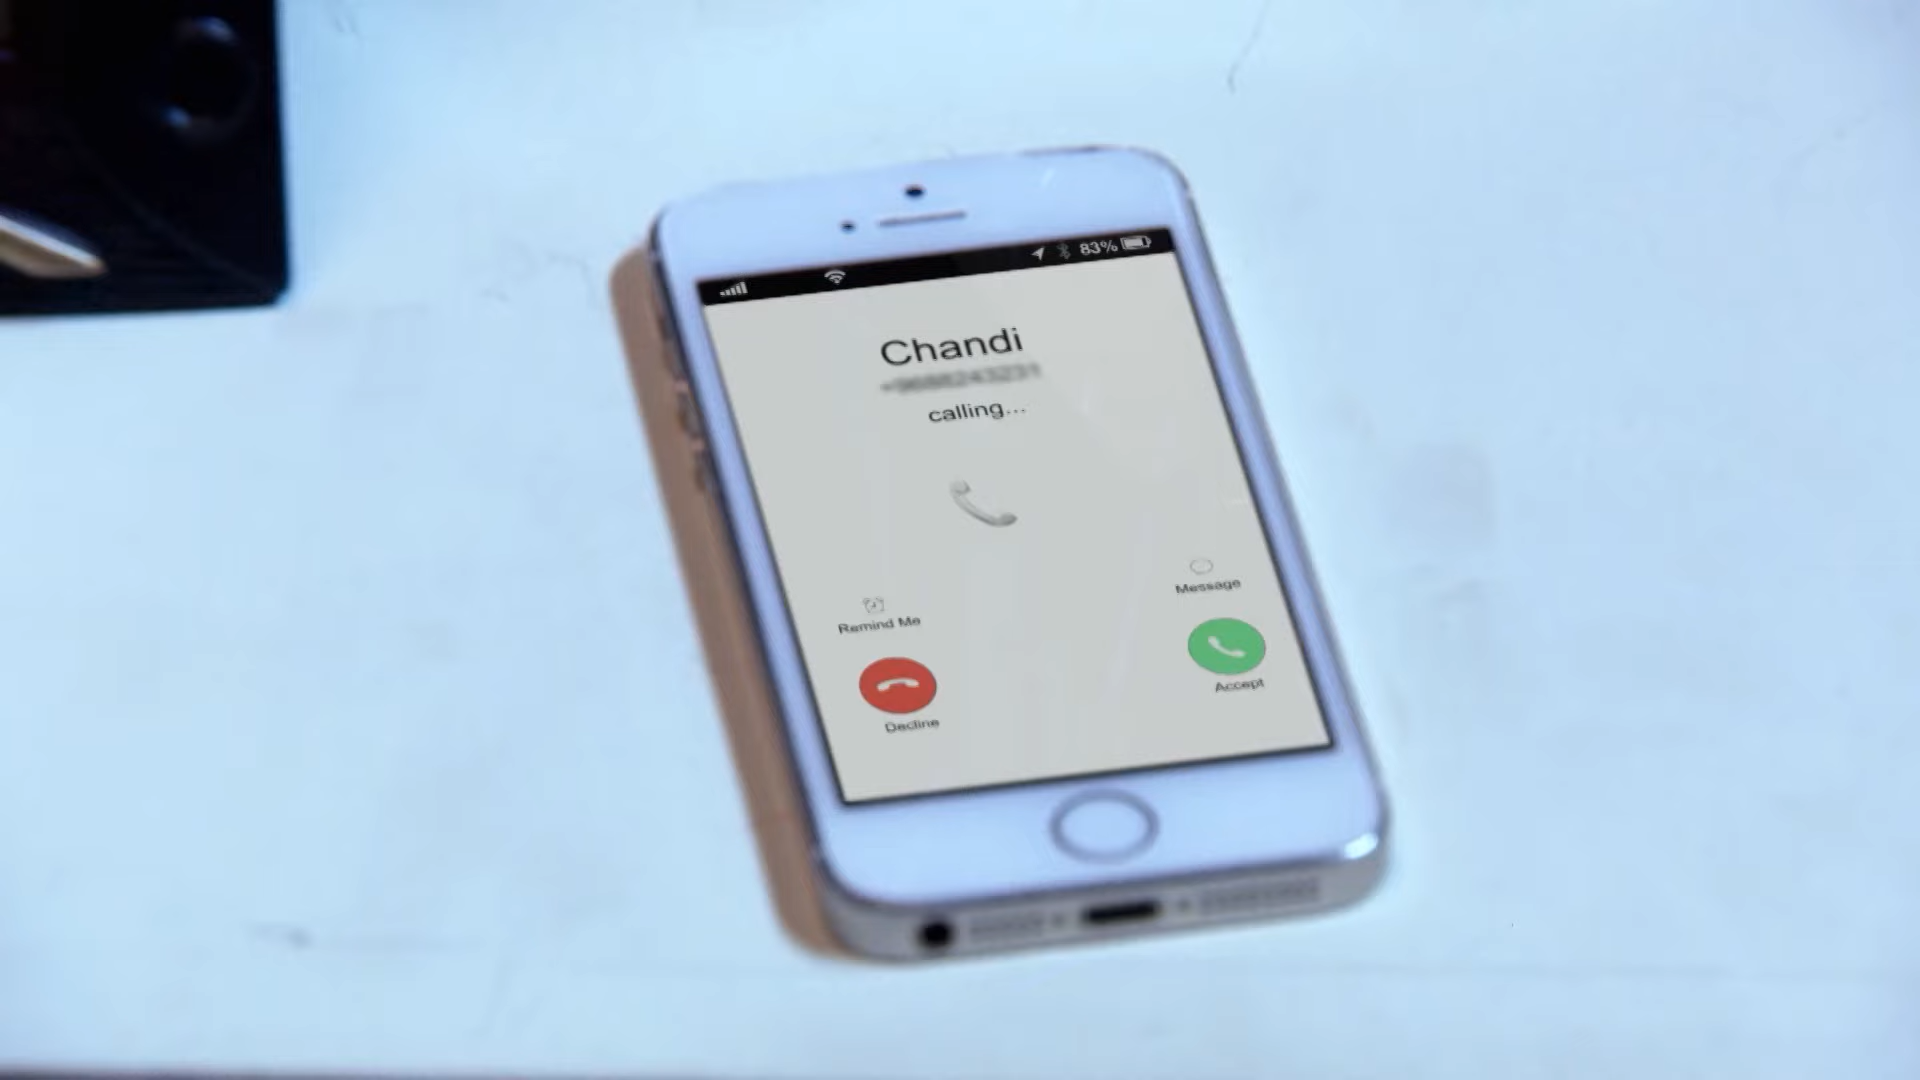 83%
Chandi
calling...
Message
Remind Me
Accept
Decline